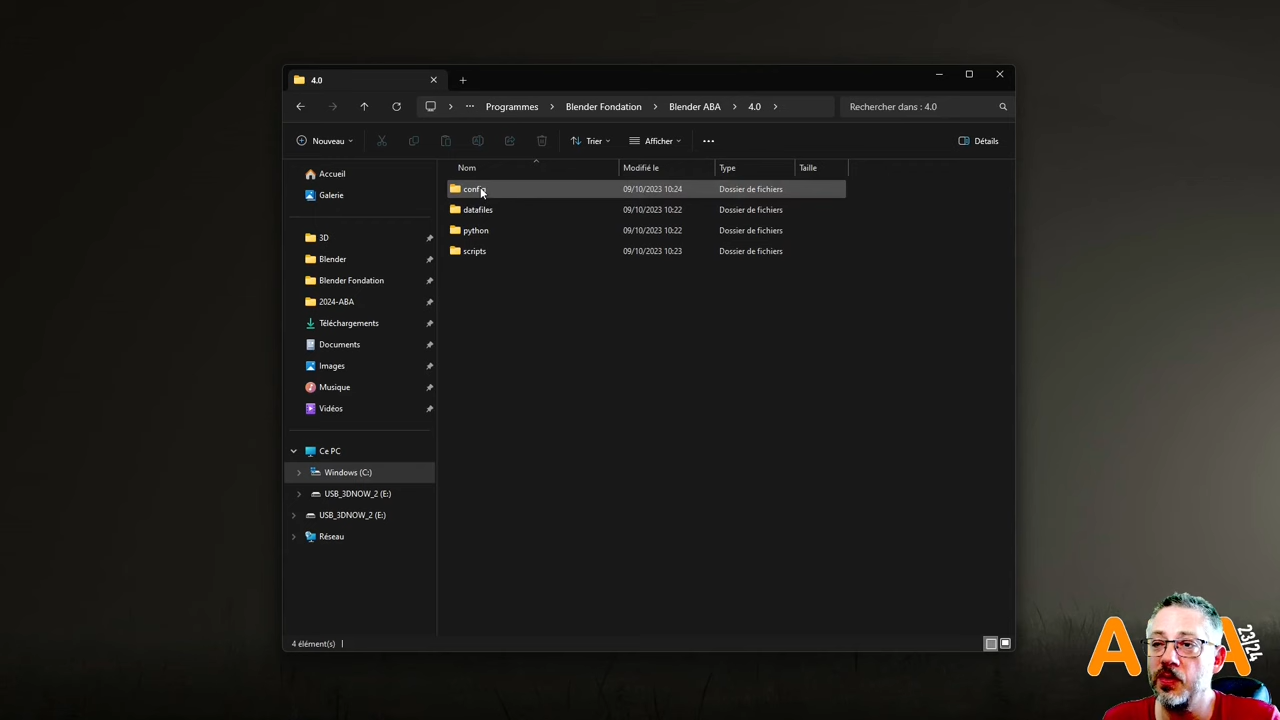 4.0
Programmes
Blender Fondation
Blender ABA
4.0
Rechercher dans : 4.0
Nouveau
Trier
Afficher
Détails
Nom
Modifié le
Type
Taille
Accueil
Galerie
3D
Blender
Blender Fondation
2024-ABA
Téléchargements
Documents
Images
Musique
Vidéos
Ce PC
Windows (C:)
USB_3DNOW_2 (E:)
USB_3DNOW_2 (E:)
Réseau
config 09/10/2023 10:24 Dossier de fichiers
datafiles 09/10/2023 10:22 Dossier de fichiers
python 09/10/2023 10:22 Dossier de fichiers
scripts 09/10/2023 10:23 Dossier de fichiers
4 élément(s)
A A
23/24